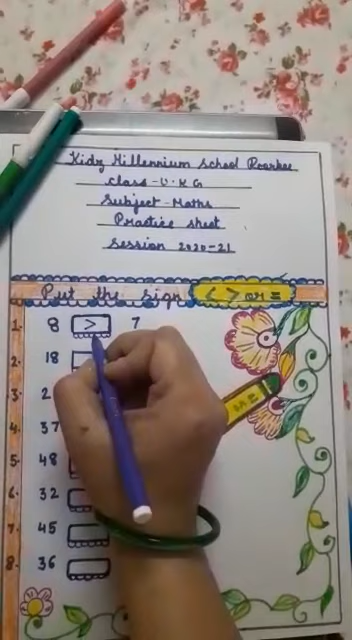 Kidz Millennium School Roorkee
Class - U.K.G
Subject - Maths
Practice sheet
Session 2020-21
Put the sign < > or =
1. 8 > 7
2. 18
3. 2
4. 37
5. 48
6. 32
7. 45
8. 36